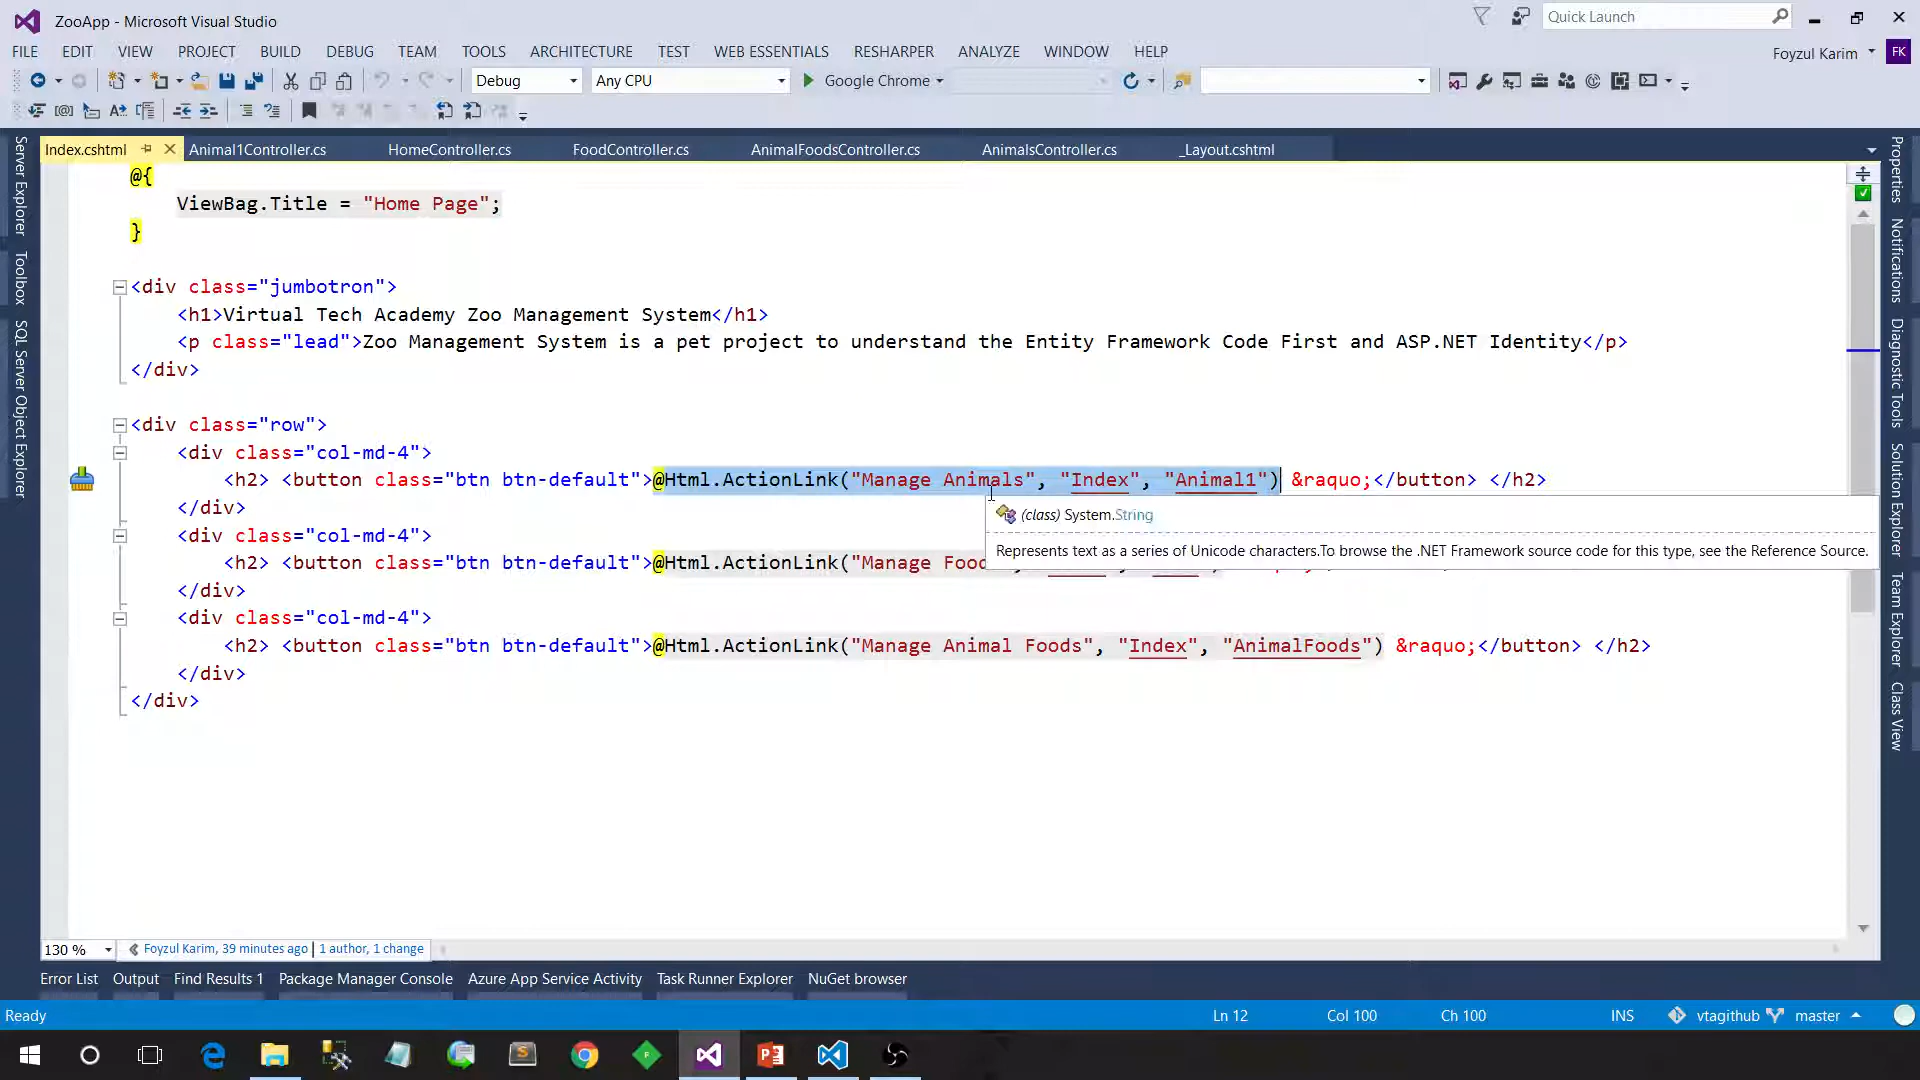 ZooApp - Microsoft Visual Studio
Quick Launch
FILE EDIT VIEW PROJECT BUILD DEBUG TEAM TOOLS ARCHITECTURE TEST WEB ESSENTIALS RESHARPER ANALYZE WINDOW HELP
Foyzul Karim FK
Debug Any CPU Google Chrome
Index.cshtml Animal1Controller.cs HomeController.cs FoodController.cs AnimalFoodsController.cs AnimalsController.cs _Layout.cshtml
Server Explorer
Toolbox
SQL Server Object Explorer
@{
ViewBag.Title = "Home Page";
}
<div class="jumbotron">
<h1>Virtual Tech Academy Zoo Management System</h1>
<p class="lead">Zoo Management System is a pet project to understand the Entity Framework Code First and ASP.NET Identity</p>
</div>
<div class="row">
<div class="col-md-4">
<h2> <button class="btn btn-default">@Html.ActionLink("Manage Animals", "Index", "Animal1") &raquo;</button> </h2>
</div>
(class) System.String
Represents text as a series of Unicode characters.To browse the .NET Framework source code for this type, see the Reference Source.
<div class="col-md-4">
<h2> <button class="btn btn-default">@Html.ActionLink("Manage
</div>
<div class="col-md-4">
<h2> <button class="btn btn-default">@Html.ActionLink("Manage Animal Foods", "Index", "AnimalFoods") &raquo;</button> </h2>
</div>
</div>
Properties
Notifications
Diagnostic Tools
Solution Explorer
Team Explorer
Class View
130 % Foyzul Karim, 39 minutes ago | 1 author, 1 change
Error List Output Find Results 1 Package Manager Console Azure App Service Activity Task Runner Explorer NuGet browser
Ready Ln 12 Col 100 Ch 100 INS vtagithub master